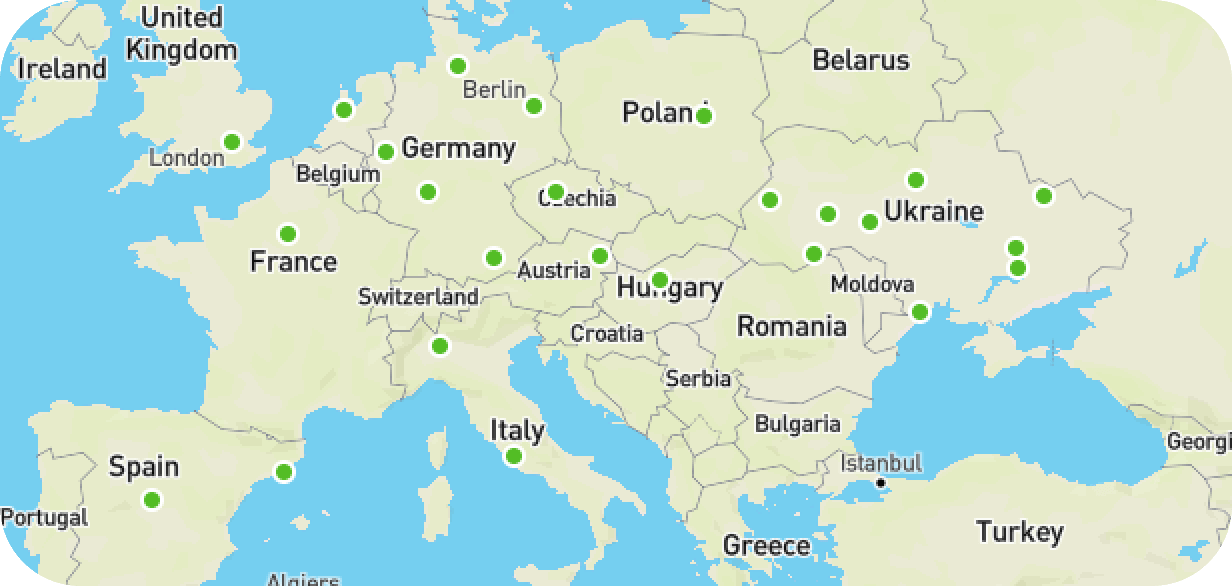 United
Kingdom
Ireland
Belarus
Berlin
Polan
London
Germany
Belgium
Czechia
Ukraine
France
Austria
Switzerland
Hungary
Moldova
Croatia
Romania
Serbia
Bulgaria
Italy
Georgi
Spain
Istanbul
Portugal
Turkey
Greece
Algiers